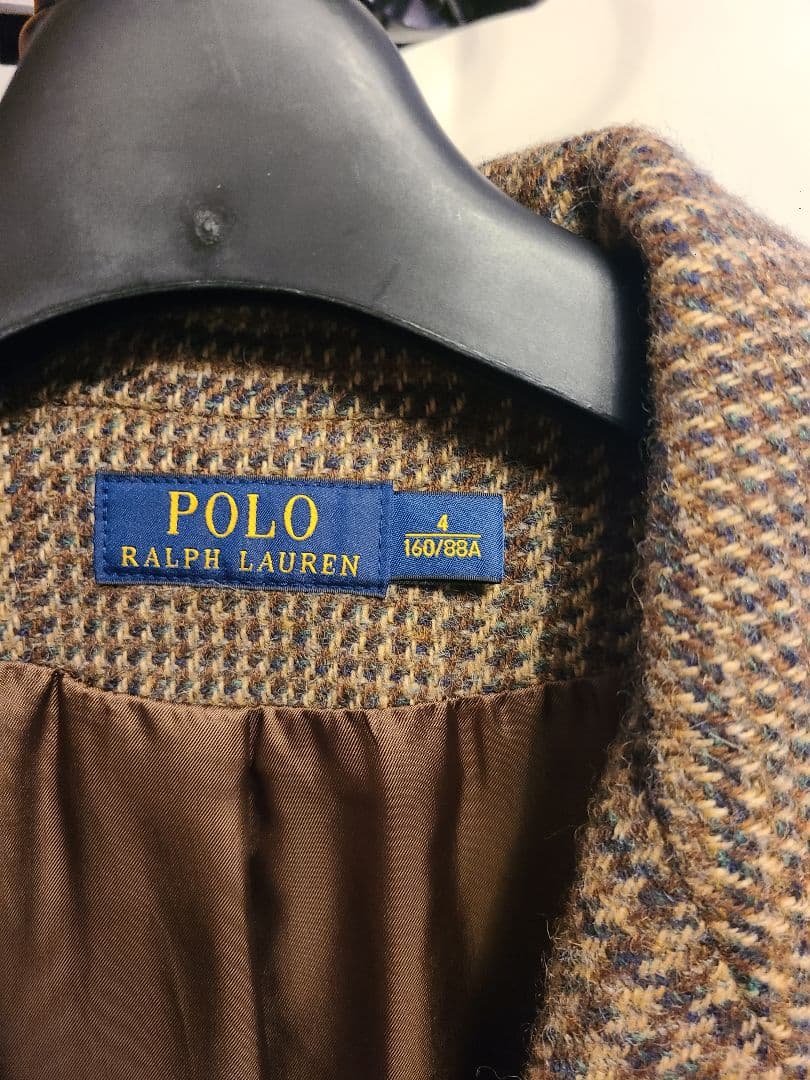 POLO
RALPH LAUREN
4
160/88A